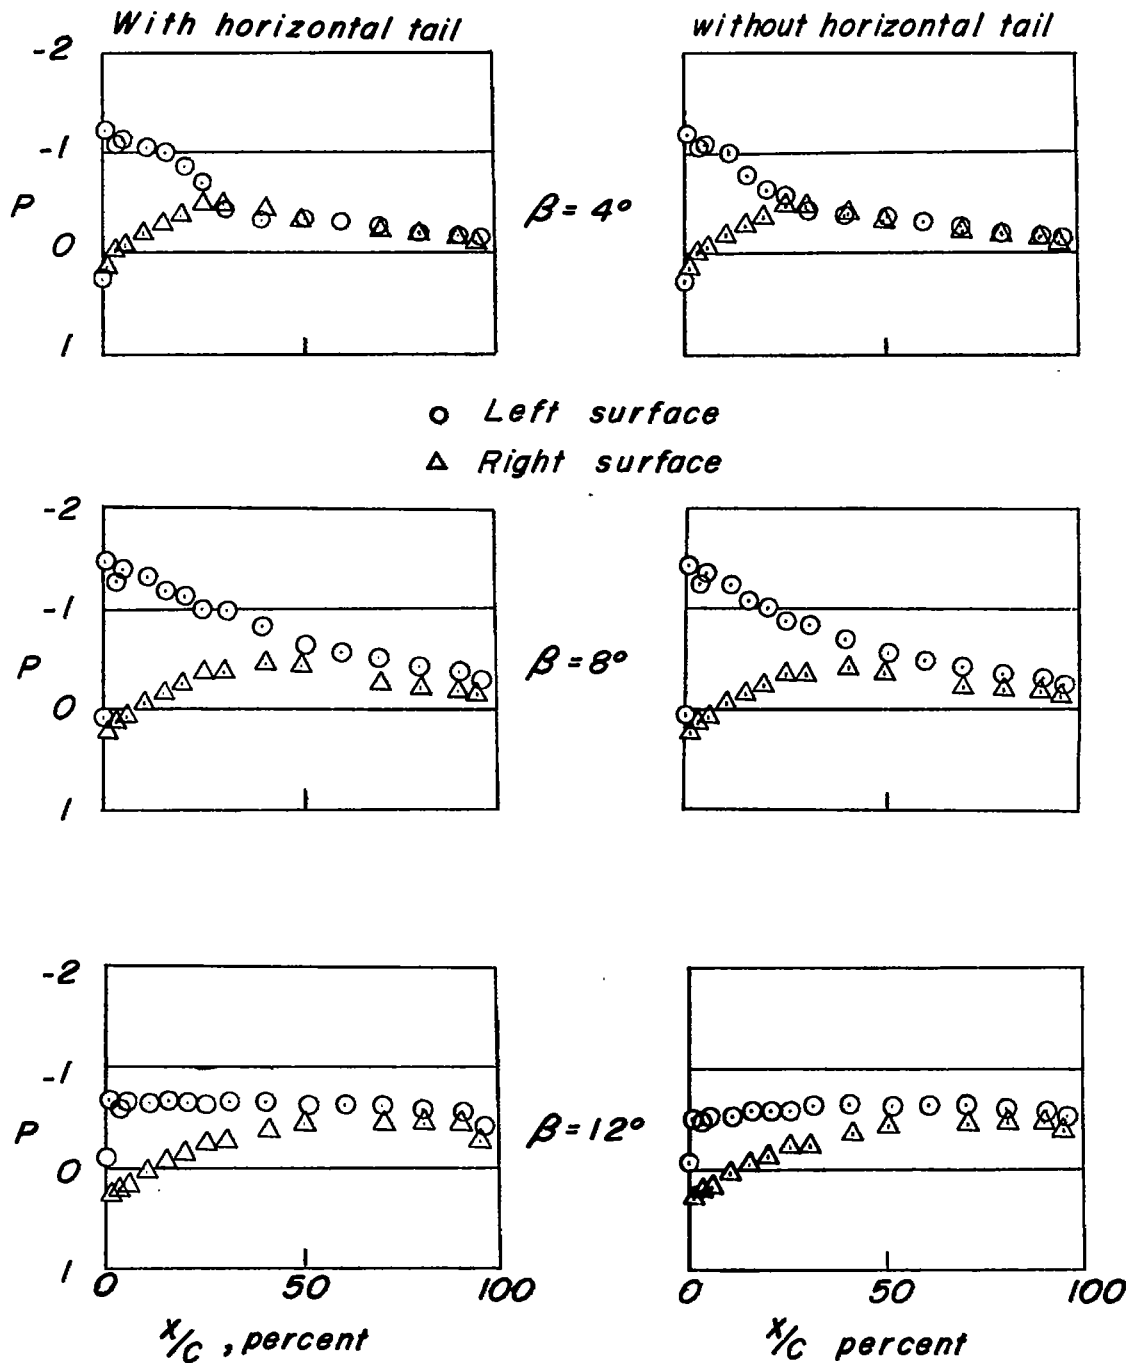 With horizontal tail
without horizontal tail
-2
-1
P
0
1
β = 4°
○ Left surface
△ Right surface
-2
-1
P
0
1
β = 8°
-2
-1
P
0
1
β = 12°
0 50 100
0 50 100
x/c , percent
x/c percent